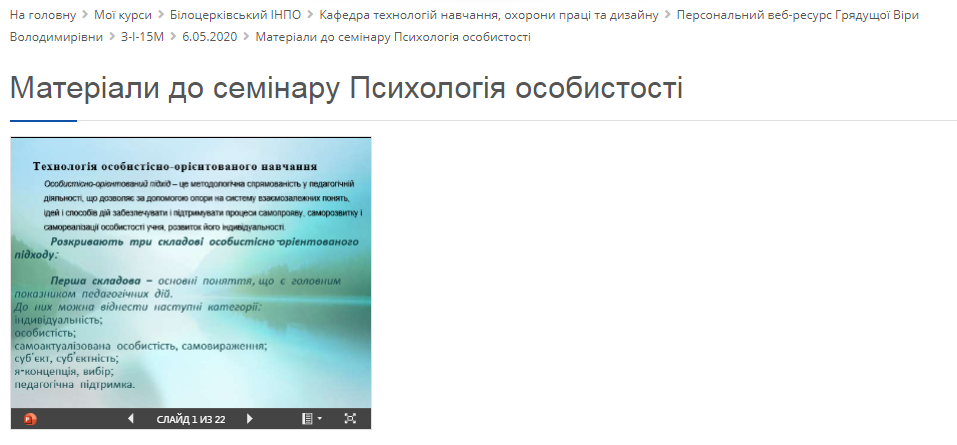 На головну > Мої курси > Білоцерківський ІНПО > Кафедра технологій навчання, охорони праці та дизайну > Персональний веб-ресурс Грядущої Віри
Володимирівни > З-І-15М > 6.05.2020 > Матеріали до семінару Психологія особистості
Матеріали до семінару Психологія особистості
Технологія особистісно-орієнтованого навчання
Особистісно-орієнтований підхід – це методологічна спрямованість у педагогічній
діяльності, що дозволяє за допомогою опори на систему взаємозалежних понять,
ідей і способів дій забезпечувати і підтримувати процеси самопрояву, саморозвитку і
самореалізації особистості учня, розвиток його індивідуальності.
Розкривають три складові особистісно-орієнтованого
підходу:
Перша складова – основні поняття, що є головним
показником педагогічних дій.
До них можна віднести наступні категорії:
індивідуальність;
особистість;
самоактуалізована особистість, самовираження;
суб'єкт, суб'єктність;
я-концепція, вибір;
педагогічна підтримка.
СЛАЙД 1 ИЗ 22